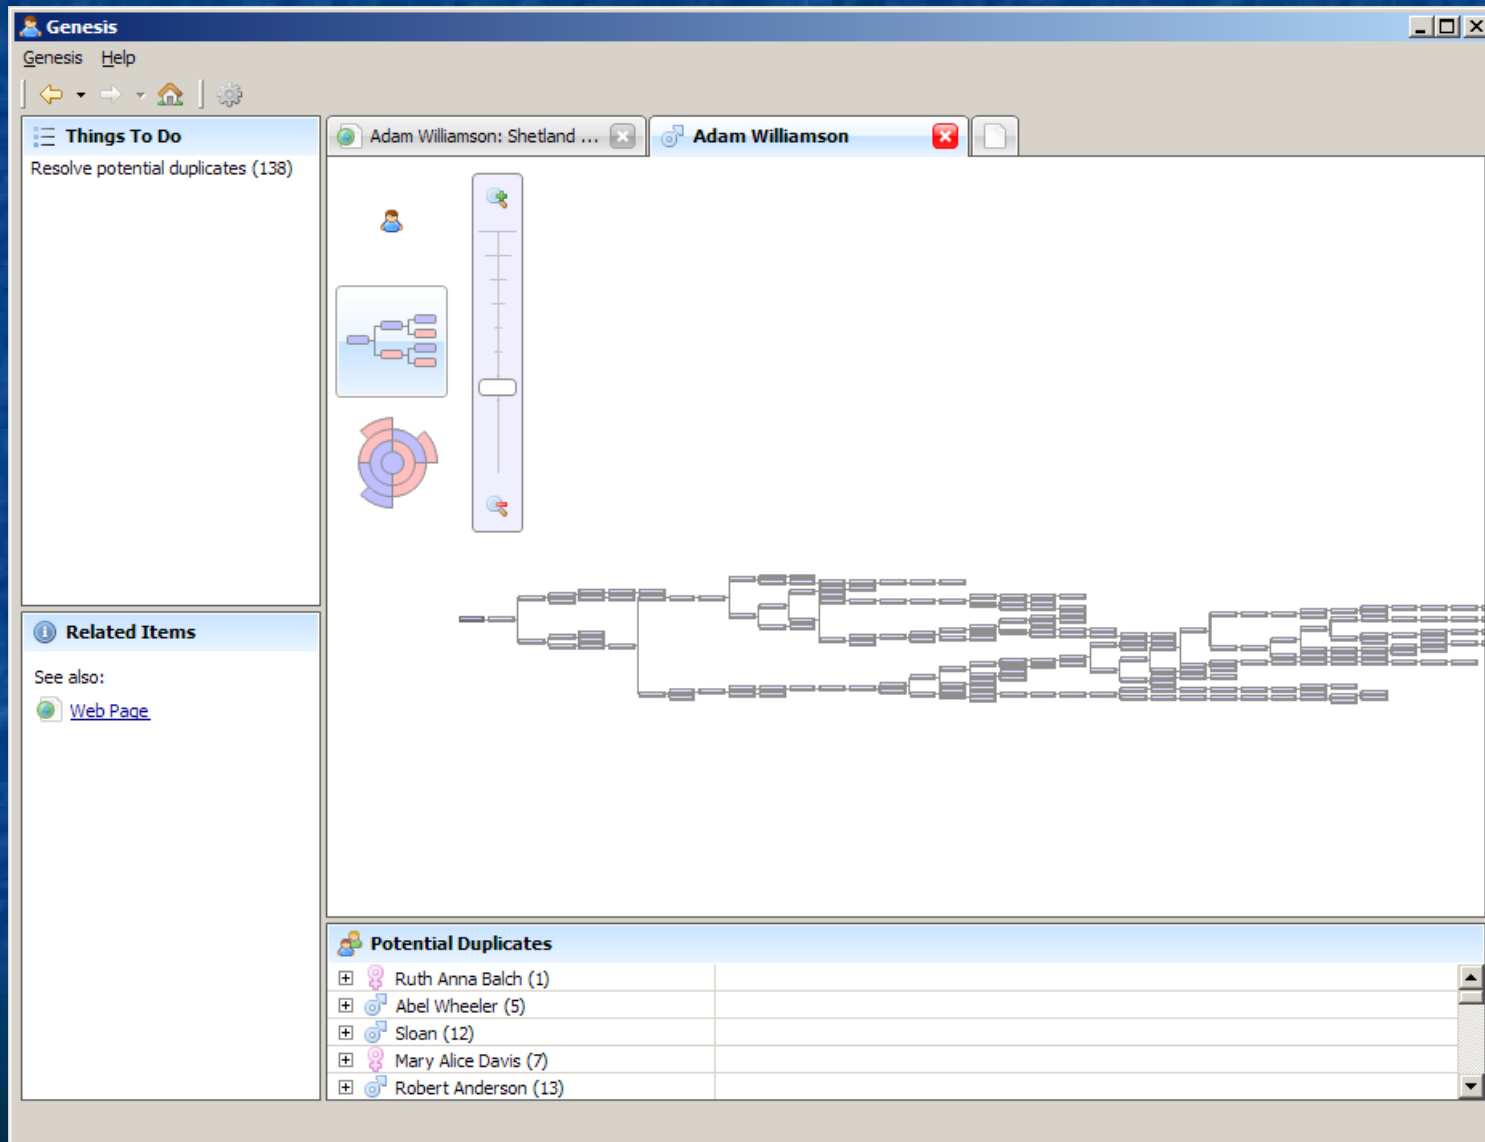 Genesis
Genesis Help
Things To Do
Resolve potential duplicates (138)
Adam Williamson: Shetland ...
Adam Williamson
Related Items
See also:
Web Page
Potential Duplicates
Ruth Anna Balch (1)
Abel Wheeler (5)
Sloan (12)
Mary Alice Davis (7)
Robert Anderson (13)